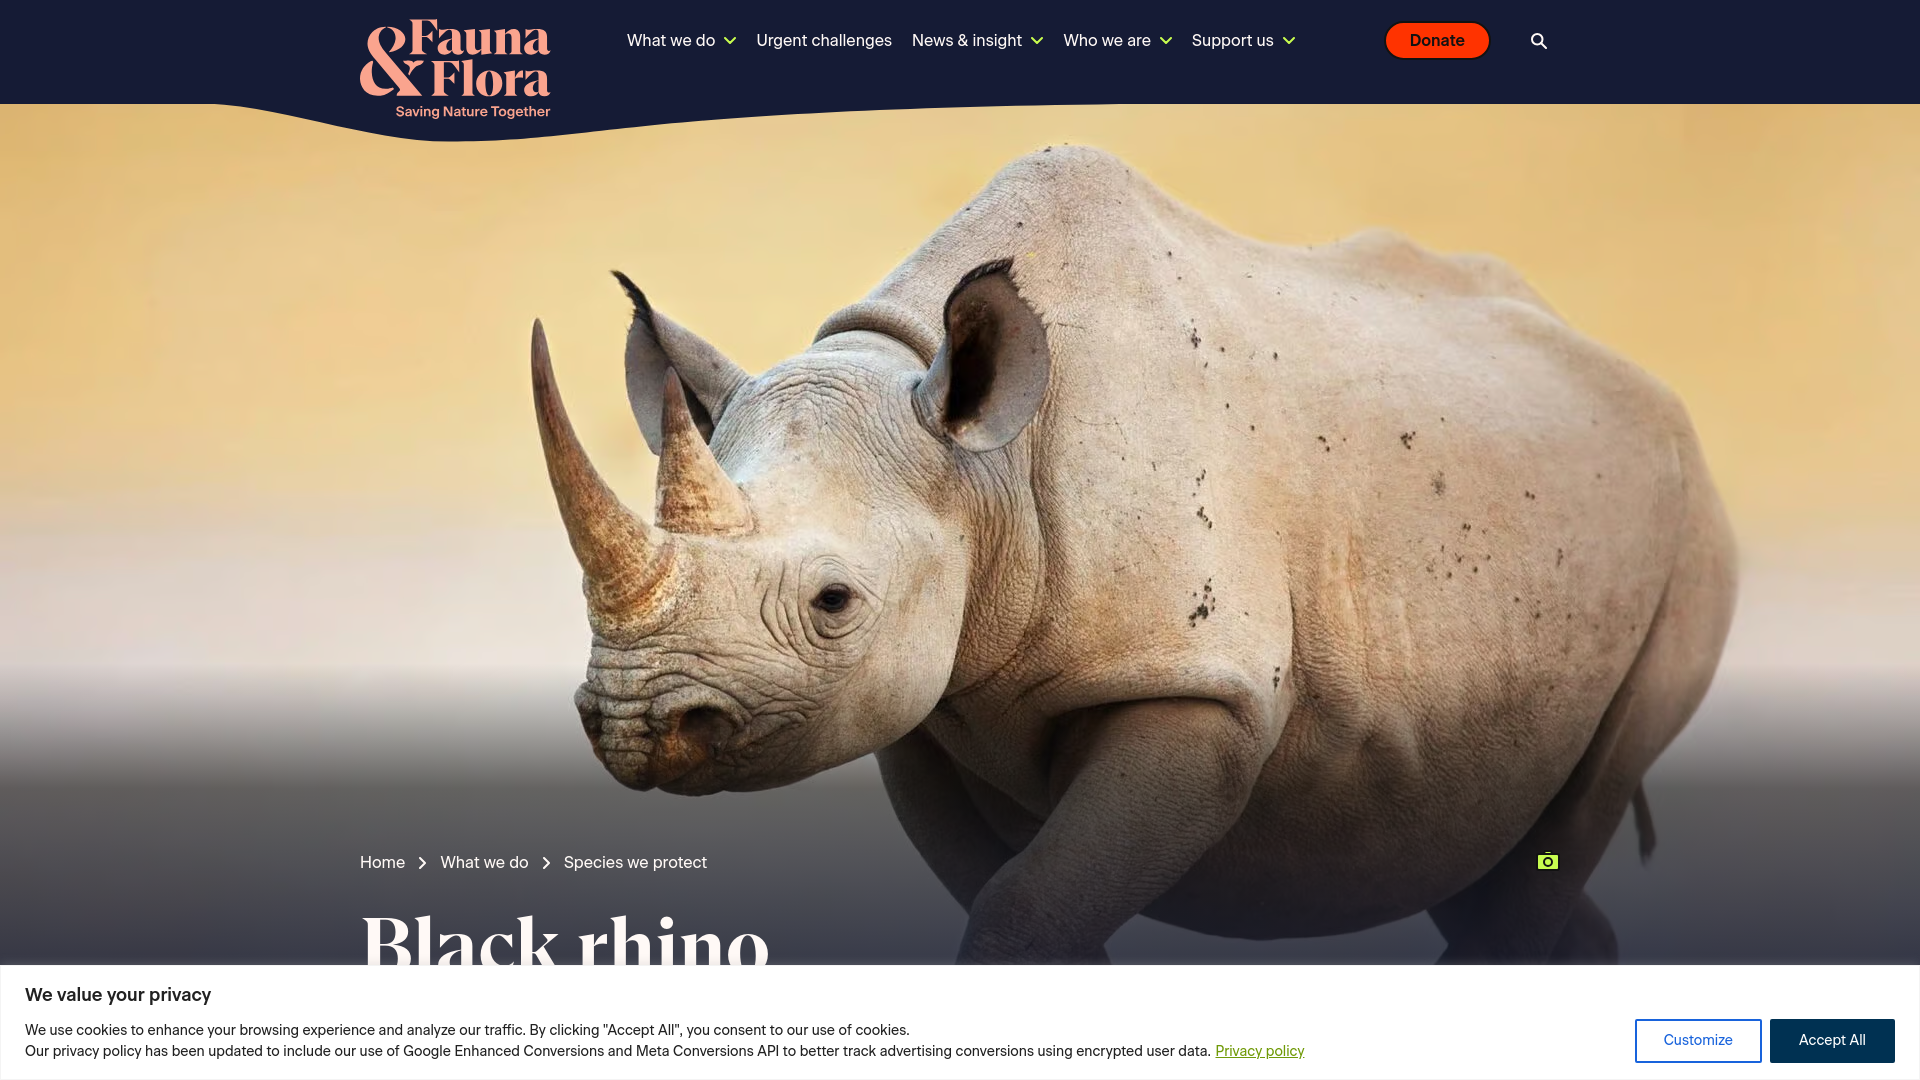 Fauna
& Flora
Saving Nature Together
What we do
Urgent challenges
News & insight
Who we are
Support us
Donate
Home
What we do
Species we protect
Black rhino
We value your privacy
We use cookies to enhance your browsing experience and analyze our traffic. By clicking "Accept All", you consent to our use of cookies.
Our privacy policy has been updated to include our use of Google Enhanced Conversions and Meta Conversions API to better track advertising conversions using encrypted user data. Privacy policy
Customize
Accept All